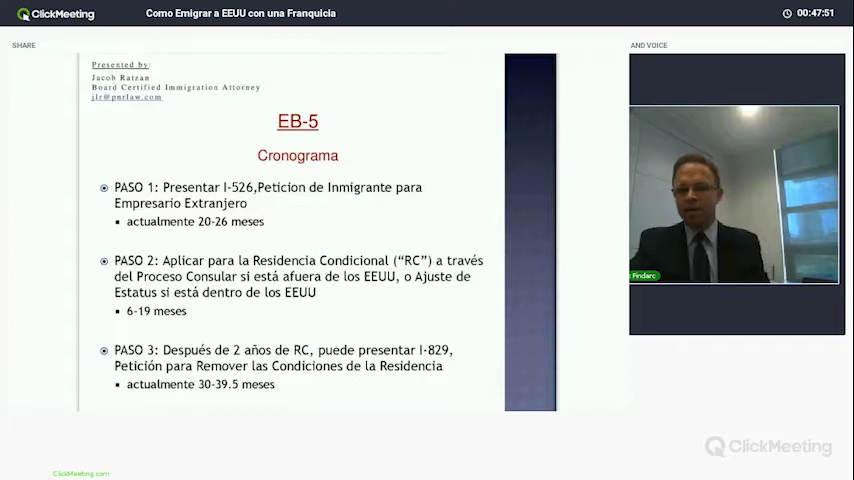 ClickMeeting
Como Emigrar a EEUU con una Franquicia
00:47:51
SHARE
AND VOICE
Presented by:
Jacob Ratzan
Board Certified Immigration Attorney
jlr@pnrlaw.com
EB-5
Cronograma
PASO 1: Presentar I-526,Peticion de Inmigrante para
Empresario Extranjero
actualmente 20-26 meses
PASO 2: Aplicar para la Residencia Condicional (“RC”) a través
del Proceso Consular si está afuera de los EEUU, o Ajuste de
Estatus si está dentro de los EEUU
6-19 meses
PASO 3: Después de 2 años de RC, puede presentar I-829,
Petición para Remover las Condiciones de la Residencia
actualmente 30-39.5 meses
Findarc
ClickMeeting
ClickMeeting.com